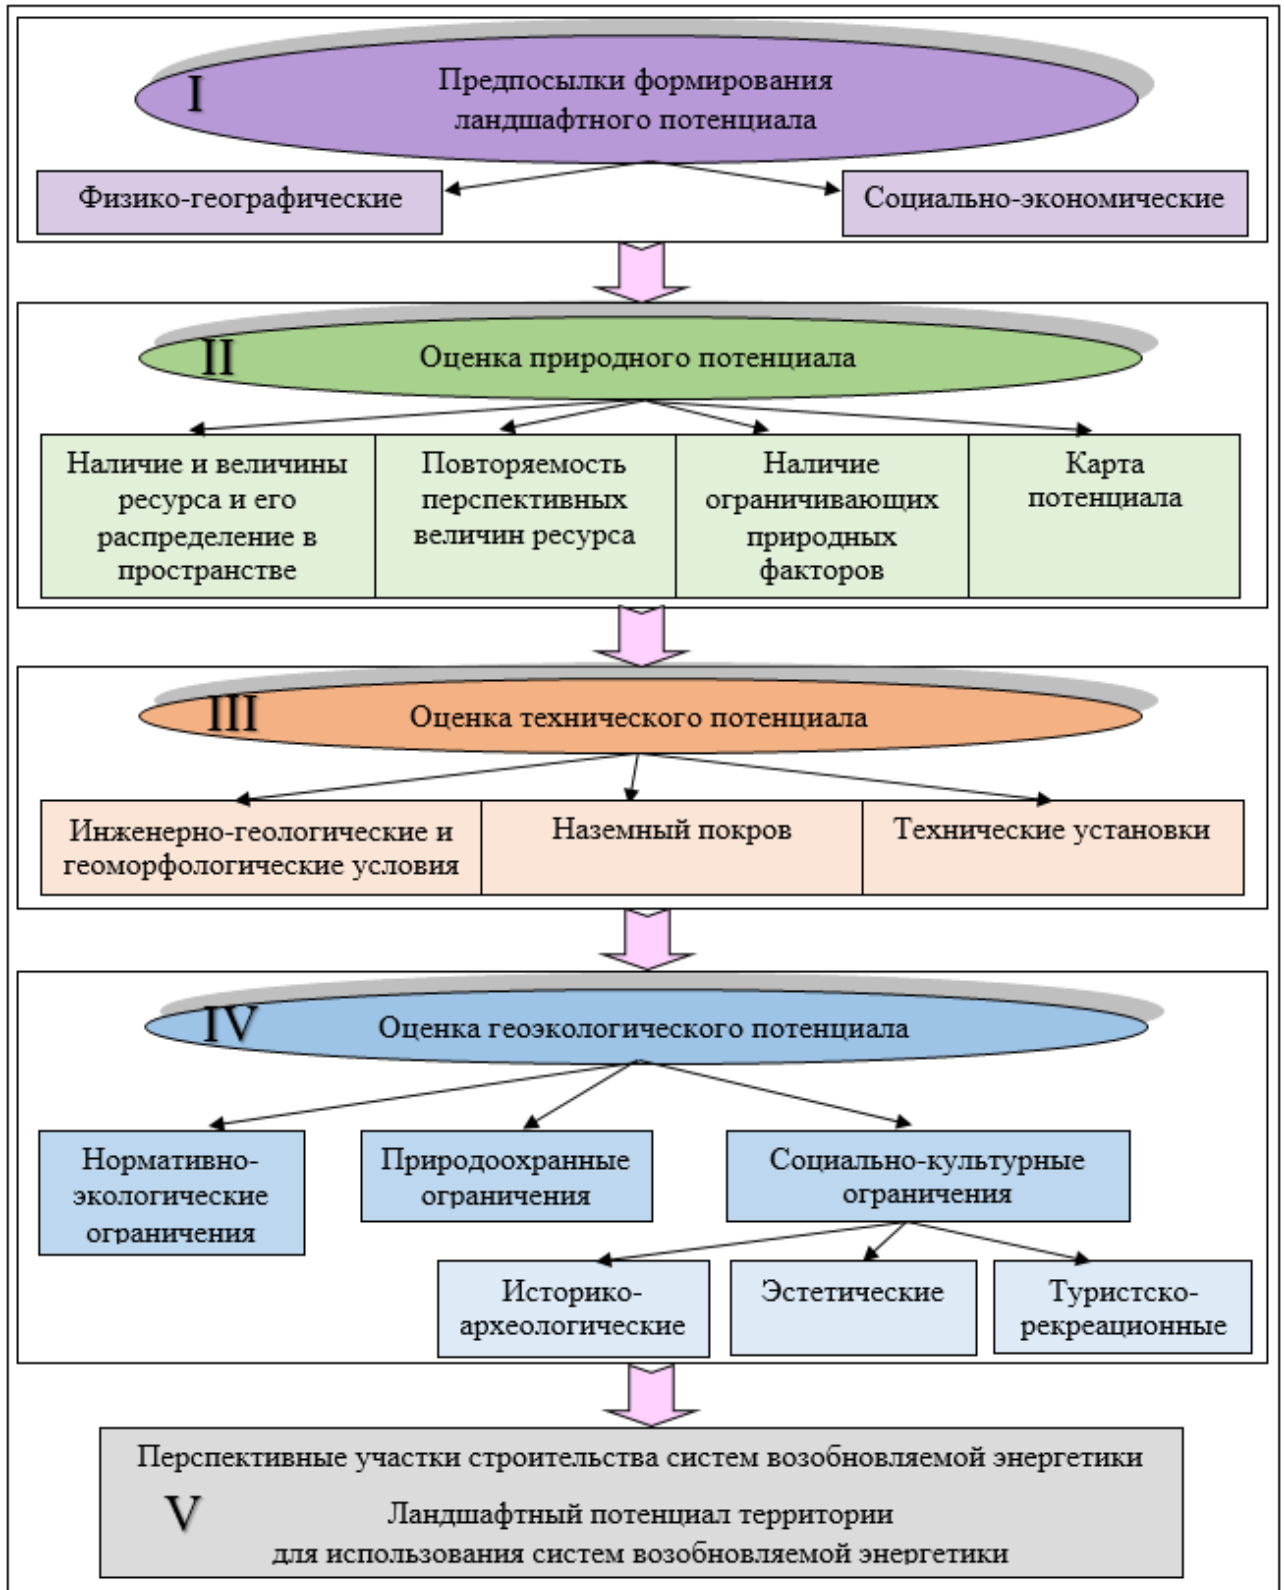 I
Предпосылки формирования
ландшафтного потенциала
Физико-географические
Социально-экономические
II
Оценка природного потенциала
Наличие и величины
ресурса и его
распределение в
пространстве
Повторяемость
перспективных
величин ресурса
Наличие
ограничивающих
природных
факторов
Карта
потенциала
III
Оценка технического потенциала
Инженерно-геологические и
геоморфологические условия
Наземный покров
Технические установки
IV
Оценка геоэкологического потенциала
Нормативно-
экологические
ограничения
Природоохранные
ограничения
Социально-культурные
ограничения
Историко-
археологические
Эстетические
Туристско-
рекреационные
Перспективные участки строительства систем возобновляемой энергетики
V
Ландшафтный потенциал территории
для использования систем возобновляемой энергетики